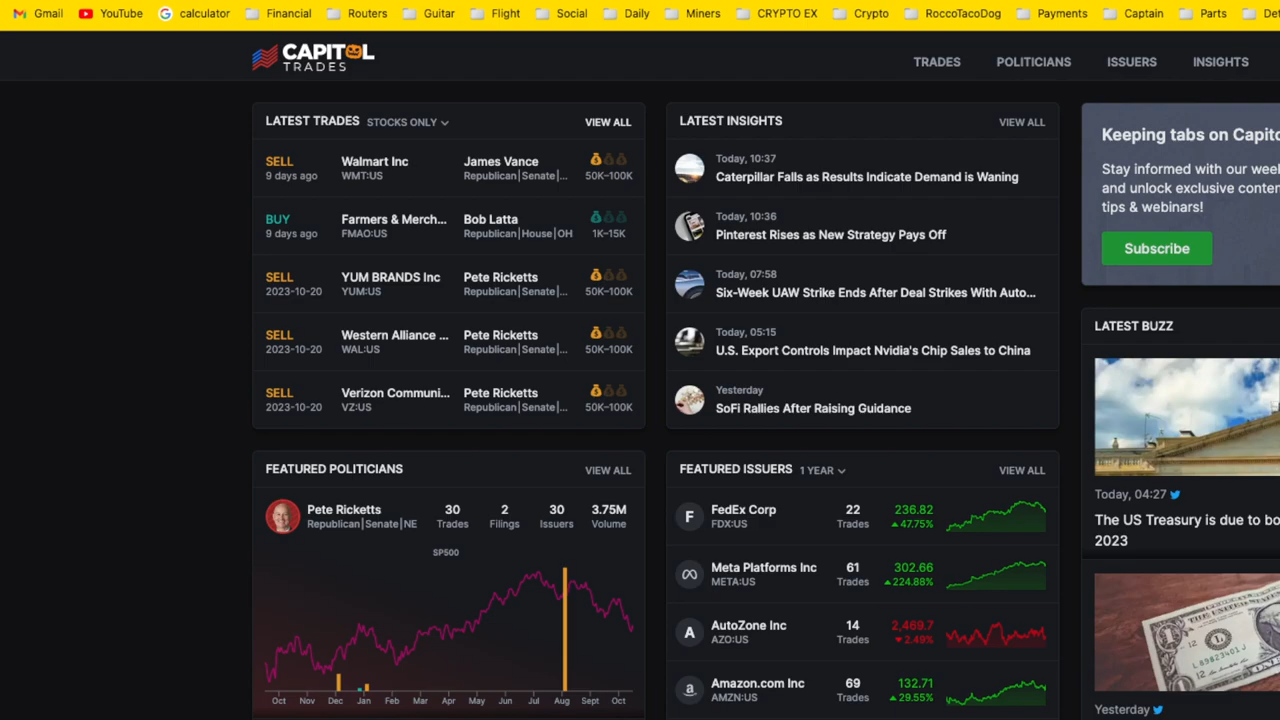 Gmail YouTube calculator Financial Routers Guitar Flight Social Daily Miners CRYPTO EX Crypto RoccoTacoDog Payments Captain Parts
CAPITOL
TRADES
TRADES POLITICIANS ISSUERS INSIGHTS
LATEST TRADES STOCKS ONLY VIEW ALL
SELL Walmart Inc James Vance
9 days ago WMT:US Republican|Senate|... 50K–100K
BUY Farmers & Merch... Bob Latta
9 days ago FMAO:US Republican|House|OH 1K–15K
SELL YUM BRANDS Inc Pete Ricketts
2023-10-20 YUM:US Republican|Senate|... 50K–100K
SELL Western Alliance ... Pete Ricketts
2023-10-20 WAL:US Republican|Senate|... 50K–100K
SELL Verizon Communi... Pete Ricketts
2023-10-20 VZ:US Republican|Senate|... 50K–100K
LATEST INSIGHTS VIEW ALL
Today, 10:37
Caterpillar Falls as Results Indicate Demand is Waning
Today, 10:36
Pinterest Rises as New Strategy Pays Off
Today, 07:58
Six-Week UAW Strike Ends After Deal Strikes With Auto...
Today, 05:15
U.S. Export Controls Impact Nvidia's Chip Sales to China
Yesterday
SoFi Rallies After Raising Guidance
Keeping tabs on Capito
Stay informed with our wee
and unlock exclusive conten
tips & webinars!
Subscribe
FEATURED POLITICIANS VIEW ALL
Pete Ricketts 30 2 30 3.75M
Republican|Senate|NE Trades Filings Issuers Volume
SP500
Oct Nov Dec Jan Feb Mar Apr May Jun Jul Aug Sept Oct
FEATURED ISSUERS 1 YEAR VIEW ALL
F FedEx Corp 22 236.82
FDX:US Trades 47.75%
Meta Platforms Inc 61 302.66
META:US Trades 224.88%
A AutoZone Inc 14 2,469.7
AZO:US Trades 2.49%
a Amazon.com Inc 69 132.71
AMZN:US Trades 29.55%
LATEST BUZZ
Today, 04:27
The US Treasury is due to bo
2023
Yesterday